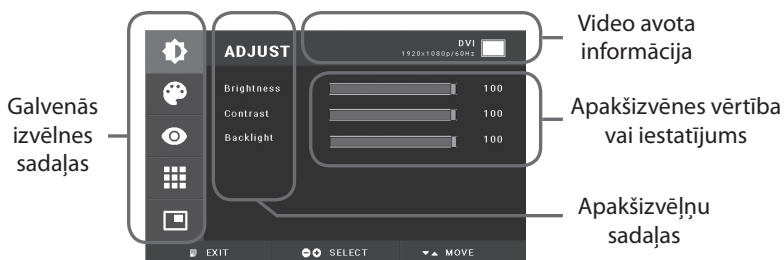 Galvenās
izvēlnes
sadaļas
ADJUST
DVI
1920x1080p/60Hz
Brightness 100
Contrast 100
Backlight 100
EXIT SELECT MOVE
Video avota
informācija
Apakšizvēnes vērtība
vai iestatījums
Apakšizvēļņu
sadaļas